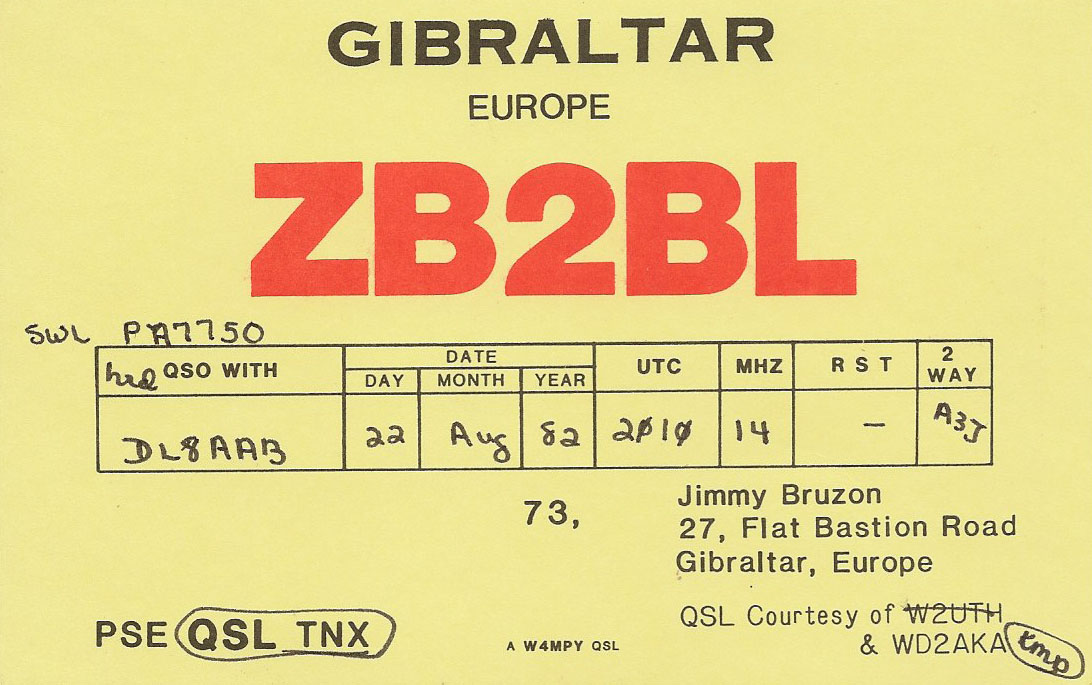 GIBRALTAR
EUROPE
ZB2BL
SWL PA7750
hrd QSO WITH DATE UTC MHZ R S T 2 WAY
DAY MONTH YEAR
DL8AAB 22 Aug 82 2010 14 — A3J
73,
Jimmy Bruzon
27, Flat Bastion Road
Gibraltar, Europe
QSL Courtesy of W2UTH
& WD2AKA tmp
PSE QSL TNX
A W4MPY QSL